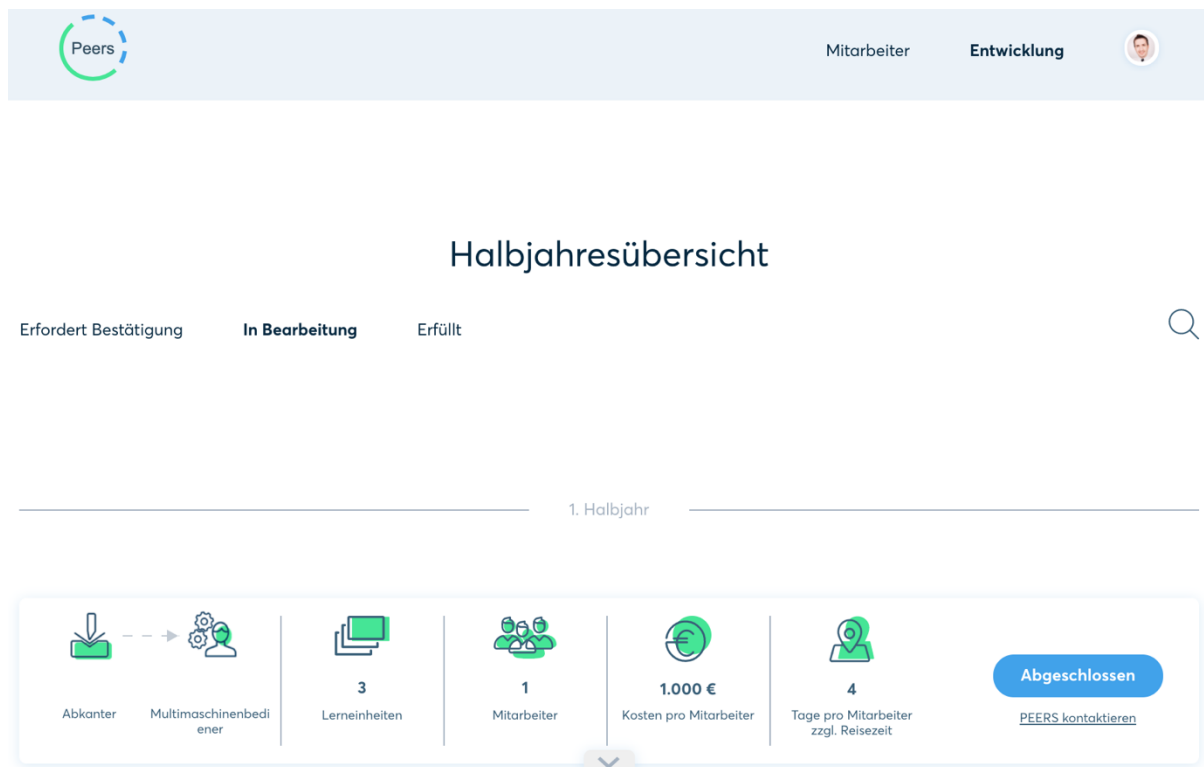 Peers
Mitarbeiter Entwicklung
Halbjahresübersicht
Erfordert Bestätigung In Bearbeitung Erfüllt
1. Halbjahr
Abkanter
Multimaschinenbedi
ener
3
Lerneinheiten
1
Mitarbeiter
1.000 €
Kosten pro Mitarbeiter
4
Tage pro Mitarbeiter
zzgl. Reisezeit
Abgeschlossen
PEERS kontaktieren